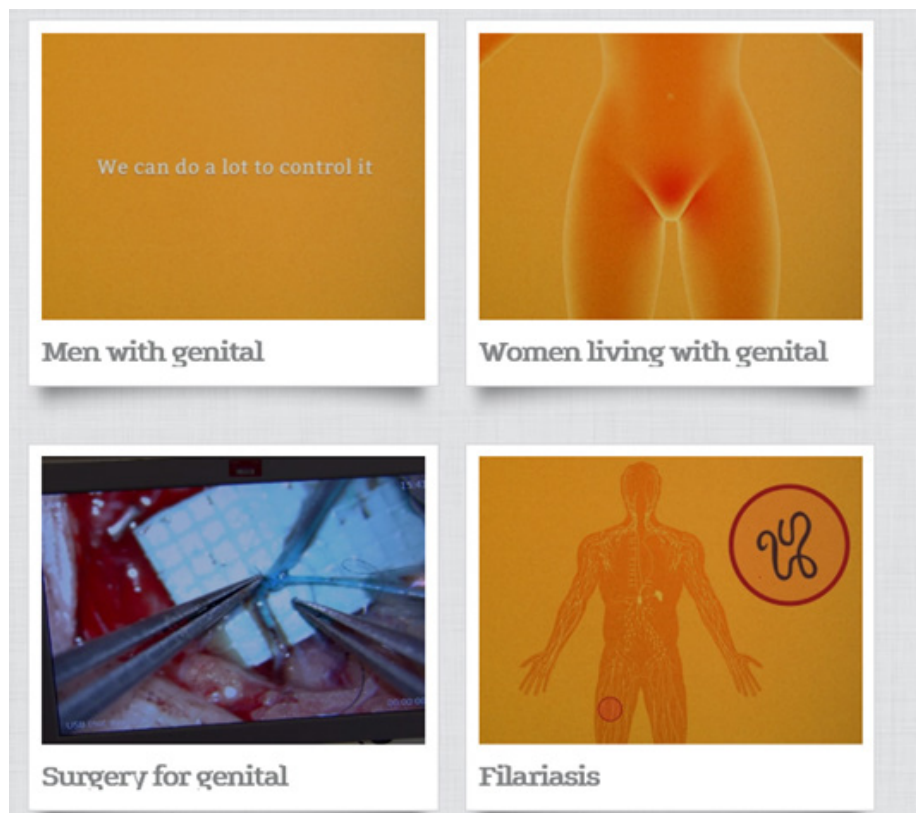 We can do a lot to control it
Men with genital
Women living with genital
Surgery for genital
Filariasis